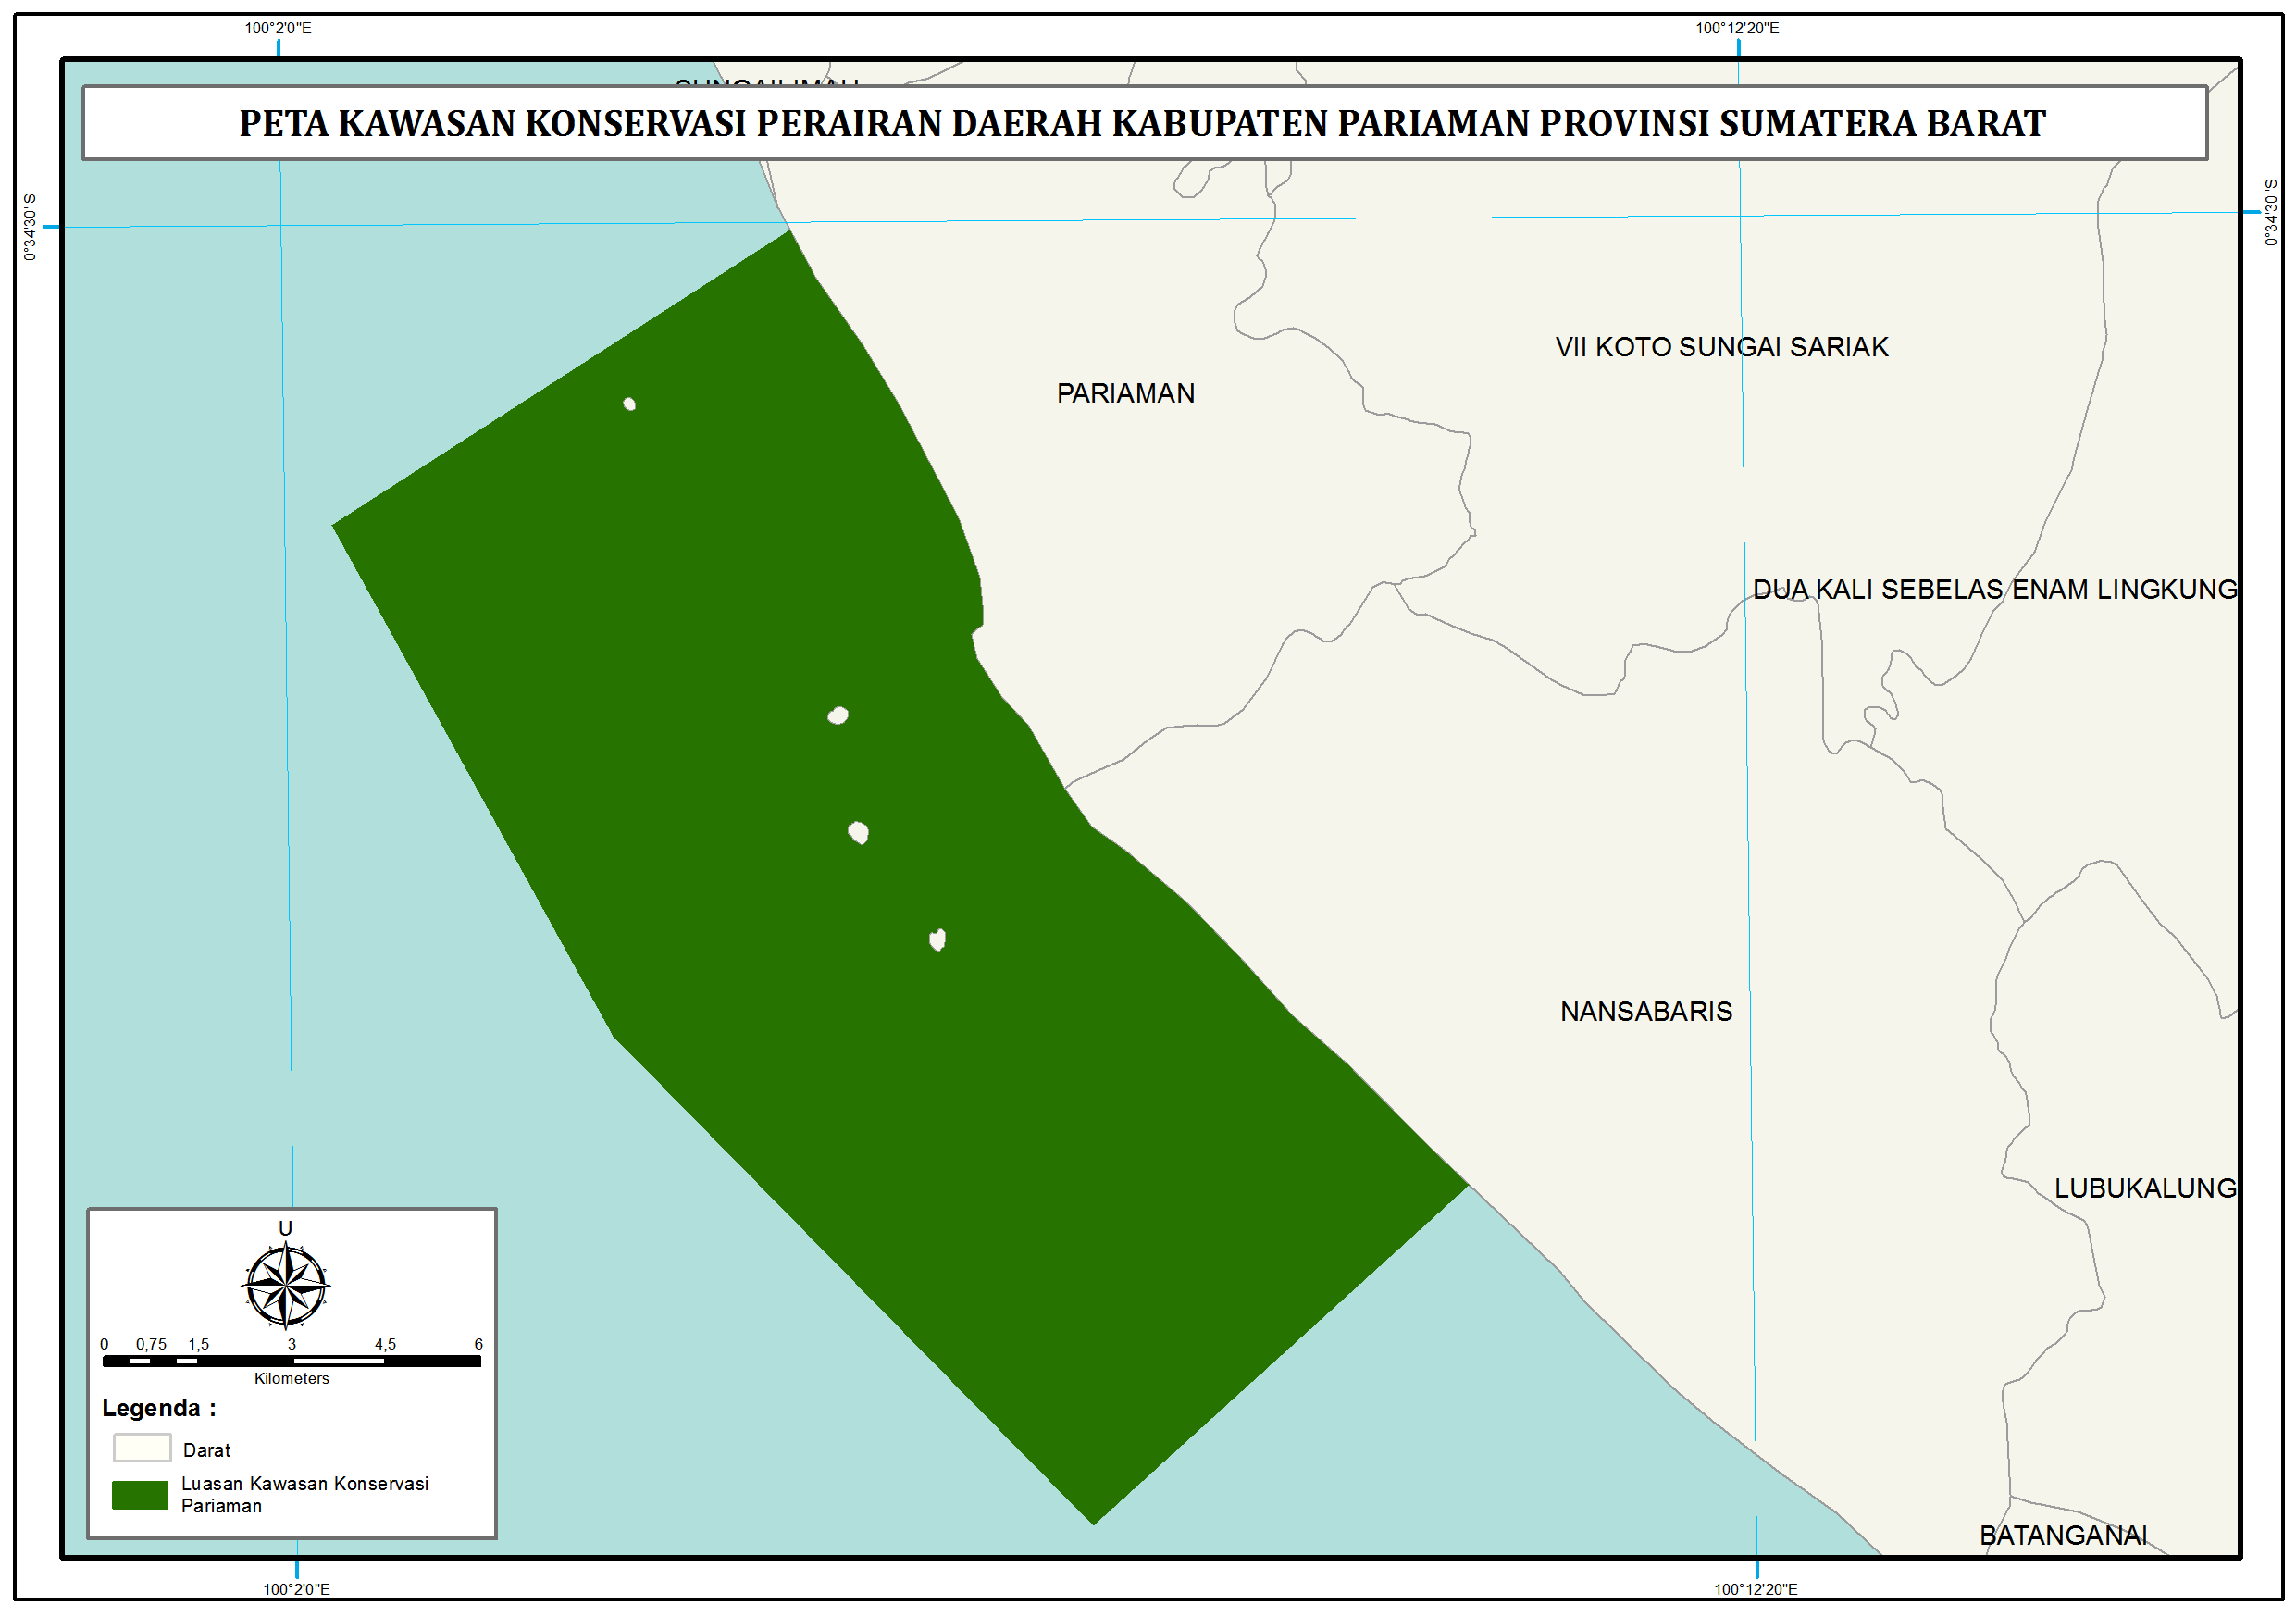 100°2'0"E
100°12'20"E
PETA KAWASAN KONSERVASI PERAIRAN DAERAH KABUPATEN PARIAMAN PROVINSI SUMATERA BARAT
0°34'30"S
0°34'30"S
VII KOTO SUNGAI SARIAK
PARIAMAN
DUA KALI SEBELAS ENAM LINGKUNG
NANSABARIS
LUBUKALUNG
BATANGANAI
U
0 0,75 1,5 3 4,5 6
Kilometers
Legenda :
Darat
Luasan Kawasan Konservasi
Pariaman
100°2'0"E
100°12'20"E